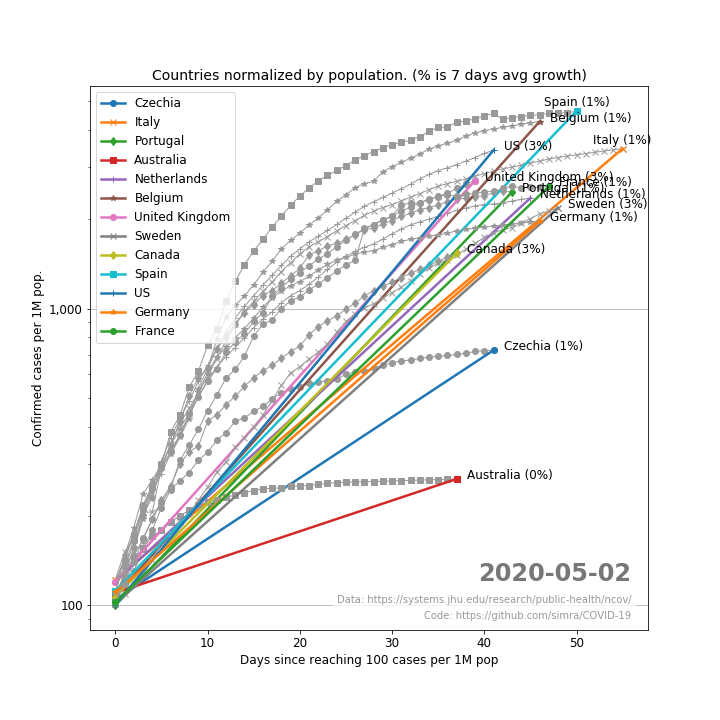 Countries normalized by population. (% is 7 days avg growth)
Czechia
Italy
Portugal
Australia
Netherlands
Belgium
United Kingdom
Sweden
Canada
Spain
US
Germany
France
Spain (1%)
Belgium (1%)
Italy (1%)
US (3%)
United Kingdom (3%)
France (1%)
Portugal (1%)
Netherlands (1%)
Sweden (3%)
Germany (1%)
Canada (3%)
Czechia (1%)
Australia (0%)
1,000
100
Confirmed cases per 1M pop.
2020-05-02
Data: https://systems.jhu.edu/research/public-health/ncov/
Code: https://github.com/simra/COVID-19
0 10 20 30 40 50
Days since reaching 100 cases per 1M pop